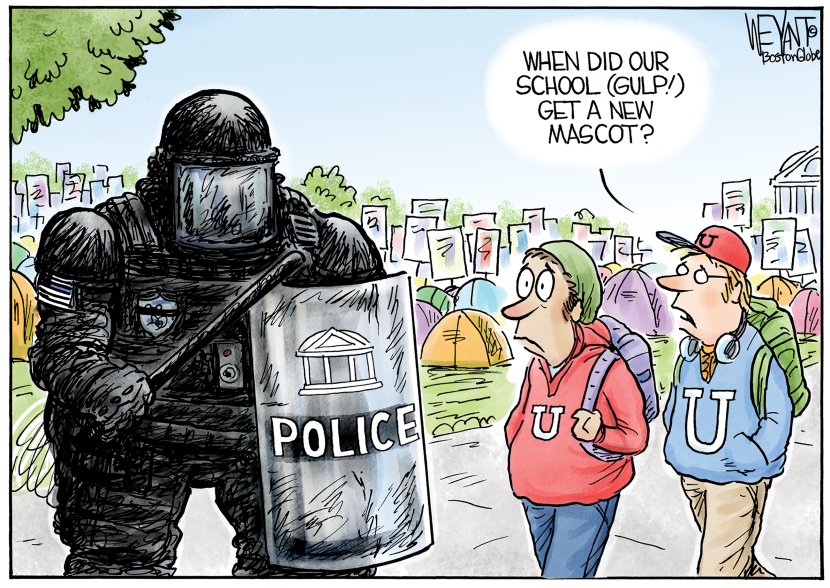 WEYANT©
BOSTONGlobe
WHEN DID OUR
SCHOOL (GULP!)
GET A NEW
MASCOT?
U
POLICE
U
U